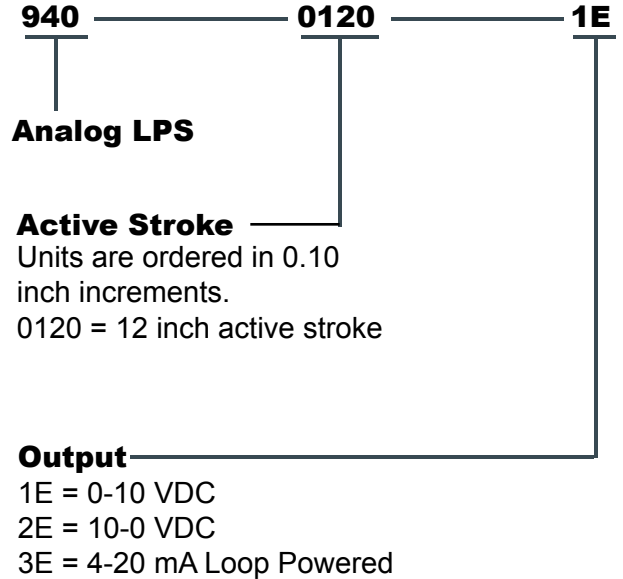 940 0120 1E
Analog LPS
Active Stroke
Units are ordered in 0.10
inch increments.
0120 = 12 inch active stroke
Output
1E = 0-10 VDC
2E = 10-0 VDC
3E = 4-20 mA Loop Powered